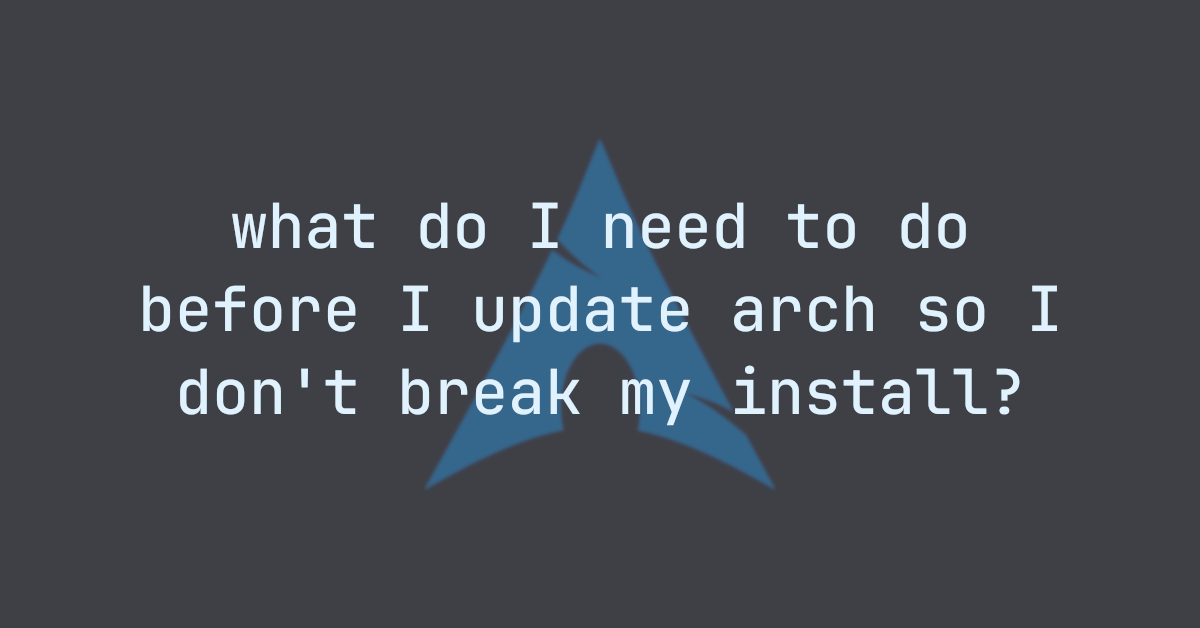 what do I need to do
before I update arch so I
don't break my install?